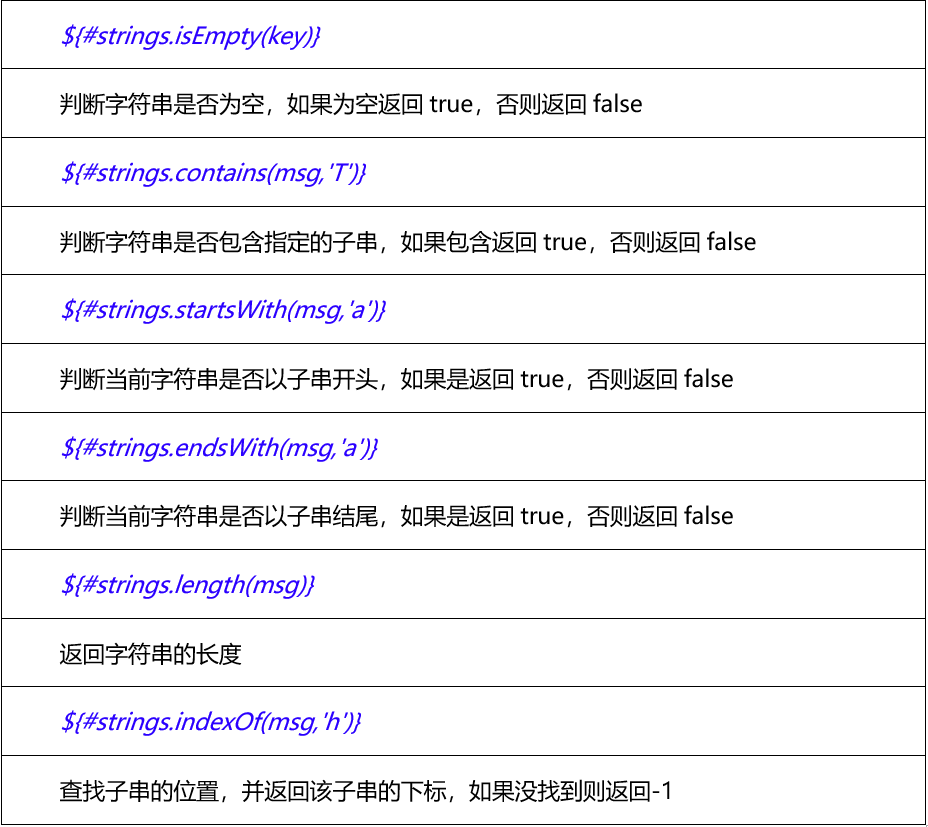 ${#strings.isEmpty(key)}
判断字符串是否为空，如果为空返回 true，否则返回 false
${#strings.contains(msg,'T')}
判断字符串是否包含指定的子串，如果包含返回 true，否则返回 false
${#strings.startsWith(msg,'a')}
判断当前字符串是否以子串开头，如果是返回 true，否则返回 false
${#strings.endsWith(msg,'a')}
判断当前字符串是否以子串结尾，如果是返回 true，否则返回 false
${#strings.length(msg)}
返回字符串的长度
${#strings.indexOf(msg,'h')}
查找子串的位置，并返回该子串的下标，如果没找到则返回-1